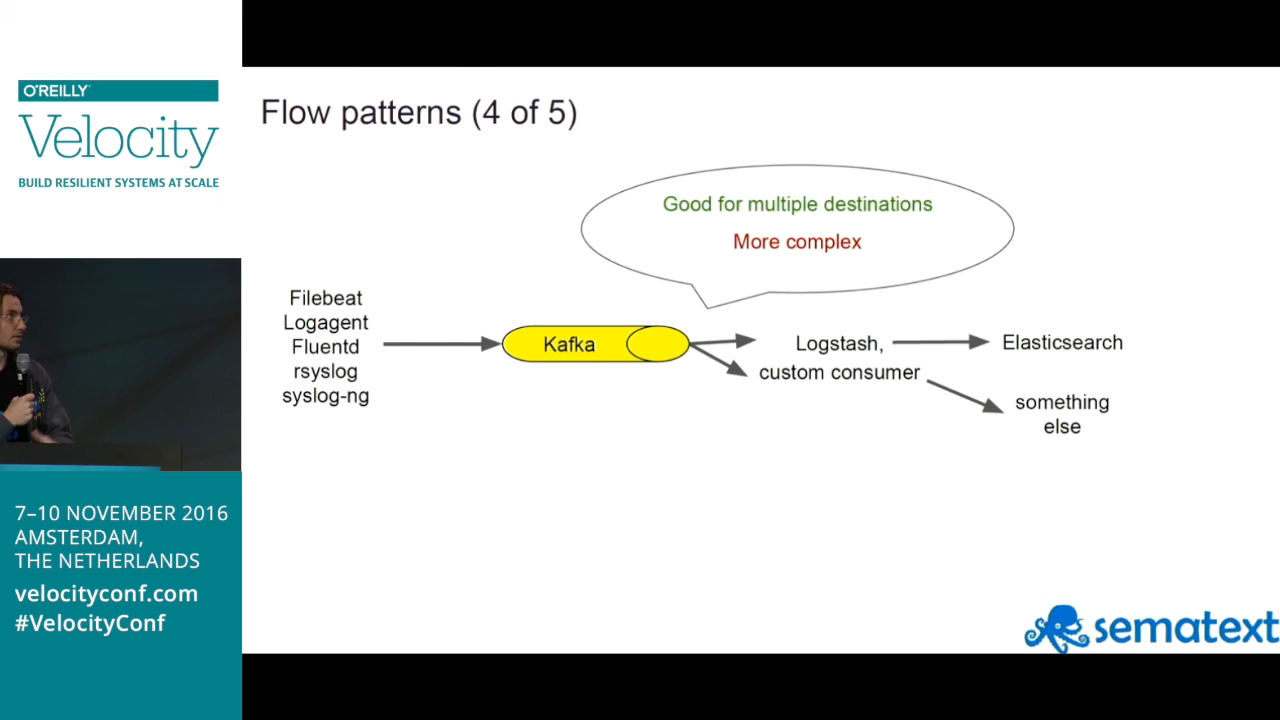 O'REILLY
Velocity
BUILD RESILIENT SYSTEMS AT SCALE
Flow patterns (4 of 5)
Good for multiple destinations
More complex
Filebeat
Logagent
Fluentd
rsyslog
syslog-ng
Kafka
Logstash,
custom consumer
Elasticsearch
something
else
7–10 NOVEMBER 2016
AMSTERDAM,
THE NETHERLANDS
velocityconf.com
#VelocityConf
sematext